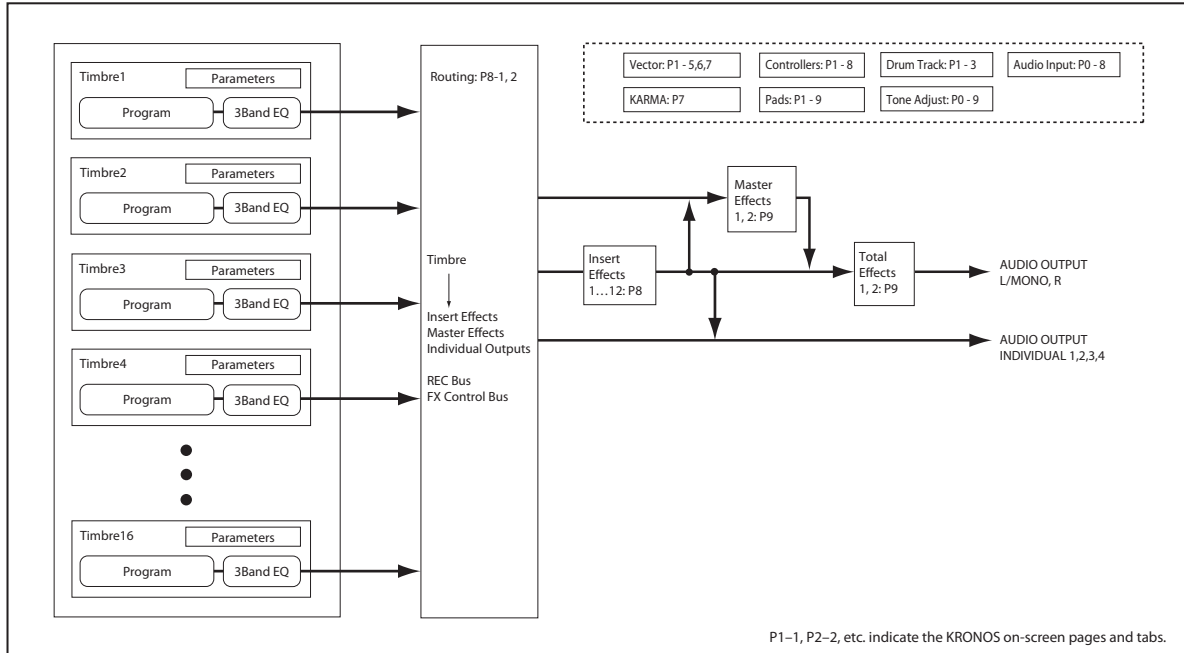 Timbre1
Parameters
Program
3Band EQ
Timbre2
Parameters
Program
3Band EQ
Timbre3
Parameters
Program
3Band EQ
Timbre4
Parameters
Program
3Band EQ
Timbre16
Parameters
Program
3Band EQ
Routing: P8-1, 2
Timbre
Insert Effects
Master Effects
Individual Outputs
REC Bus
FX Control Bus
Vector: P1 - 5,6,7
Controllers: P1 - 8
Drum Track: P1 - 3
Audio Input: P0 - 8
KARMA: P7
Pads: P1 - 9
Tone Adjust: P0 - 9
Insert
Effects
1...12: P8
Master
Effects
1, 2: P9
Total
Effects
1, 2: P9
AUDIO OUTPUT
L/MONO, R
AUDIO OUTPUT
INDIVIDUAL 1,2,3,4
P1–1, P2–2, etc. indicate the KRONOS on-screen pages and tabs.